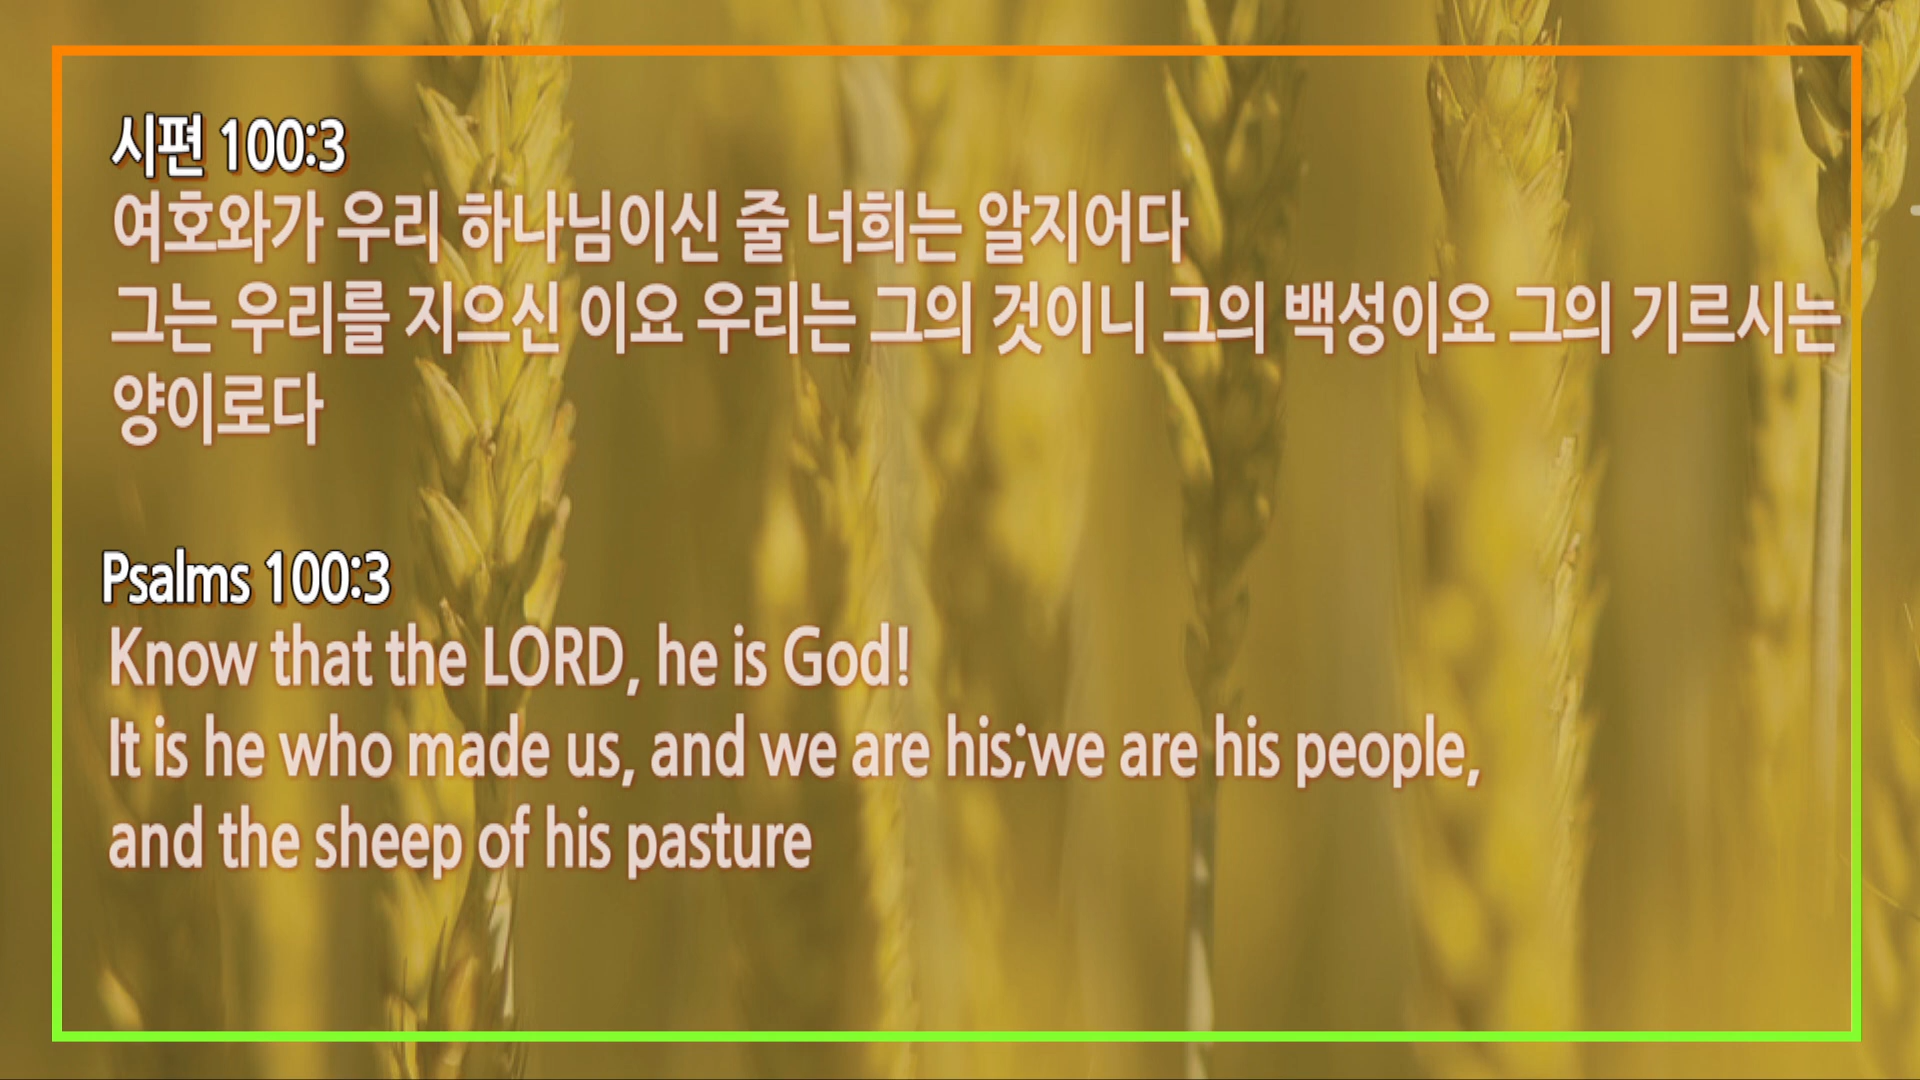 시편 100:3
여호와가 우리 하나님이신 줄 너희는 알지어다
그는 우리를 지으신 이요 우리는 그의 것이니 그의 백성이요 그의 기르시는
양이로다
Psalms 100:3
Know that the LORD, he is God!
It is he who made us, and we are his;we are his people,
and the sheep of his pasture